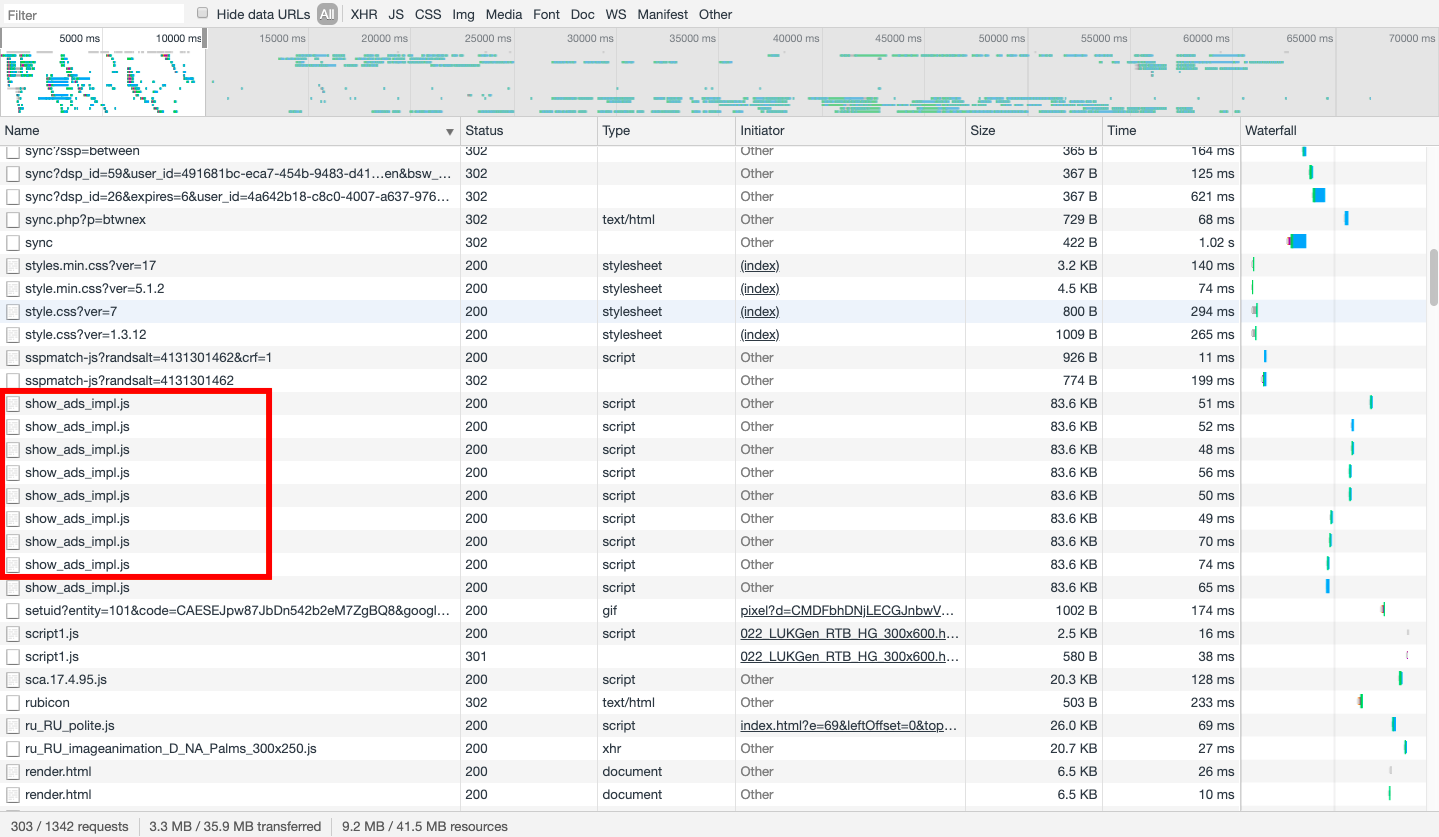 Filter Hide data URLs All XHR JS CSS Img Media Font Doc WS Manifest Other
5000 ms 10000 ms 15000 ms 20000 ms 25000 ms 30000 ms 35000 ms 40000 ms 45000 ms 50000 ms 55000 ms 60000 ms 65000 ms 70000 ms
Name Status Type Initiator Size Time Waterfall
sync?ssp=between 302 Other 365 B 164 ms
sync?dsp_id=59&user_id=491681bc-eca7-454b-9483-d41…en&bsw_… 302 Other 367 B 125 ms
sync?dsp_id=26&expires=6&user_id=4a642b18-c8c0-4007-a637-976… 302 Other 367 B 621 ms
sync.php?p=btwnex 302 text/html Other 729 B 68 ms
sync 302 Other 422 B 1.02 s
styles.min.css?ver=17 200 stylesheet (index) 3.2 KB 140 ms
style.min.css?ver=5.1.2 200 stylesheet (index) 4.5 KB 74 ms
style.css?ver=7 200 stylesheet (index) 800 B 294 ms
style.css?ver=1.3.12 200 stylesheet (index) 1009 B 265 ms
sspmatch-js?randsalt=4131301462&crf=1 200 script Other 926 B 11 ms
sspmatch-js?randsalt=4131301462 302 Other 774 B 199 ms
show_ads_impl.js 200 script Other 83.6 KB 51 ms
show_ads_impl.js 200 script Other 83.6 KB 52 ms
show_ads_impl.js 200 script Other 83.6 KB 48 ms
show_ads_impl.js 200 script Other 83.6 KB 56 ms
show_ads_impl.js 200 script Other 83.6 KB 50 ms
show_ads_impl.js 200 script Other 83.6 KB 49 ms
show_ads_impl.js 200 script Other 83.6 KB 70 ms
show_ads_impl.js 200 script Other 83.6 KB 74 ms
show_ads_impl.js 200 script Other 83.6 KB 65 ms
setuid?entity=101&code=CAESEJpw87JbDn542b2eM7ZgBQ8&googl… 200 gif pixel?d=CMDFbhDNjLECGJnbwV… 1002 B 174 ms
script1.js 200 script 022_LUKGen_RTB_HG_300x600.h… 2.5 KB 16 ms
script1.js 301 022_LUKGen_RTB_HG_300x600.h… 580 B 38 ms
sca.17.4.95.js 200 script Other 20.3 KB 128 ms
rubicon 302 text/html Other 503 B 233 ms
ru_RU_polite.js 200 script index.html?e=69&leftOffset=0&top… 26.0 KB 69 ms
ru_RU_imageanimation_D_NA_Palms_300x250.js 200 xhr Other 20.7 KB 27 ms
render.html 200 document Other 6.5 KB 26 ms
render.html 200 document Other 6.5 KB 10 ms
303 / 1342 requests 3.3 MB / 35.9 MB transferred 9.2 MB / 41.5 MB resources